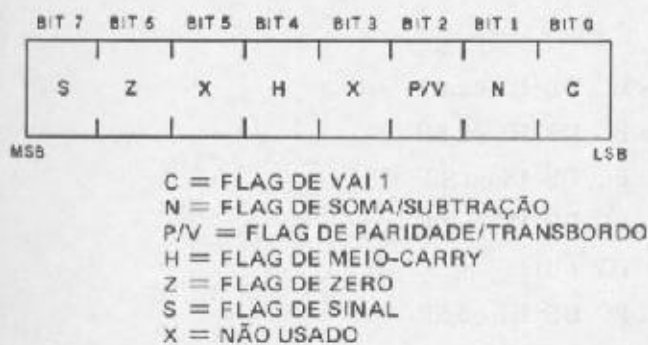 BIT 7 BIT 6 BIT 5 BIT 4 BIT 3 BIT 2 BIT 1 BIT 0
S Z X H X P/V N C
MSB LSB
C = FLAG DE VAI 1
N = FLAG DE SOMA/SUBTRAÇÃO
P/V = FLAG DE PARIDADE/TRANSBORDO
H = FLAG DE MEIO-CARRY
Z = FLAG DE ZERO
S = FLAG DE SINAL
X = NÃO USADO